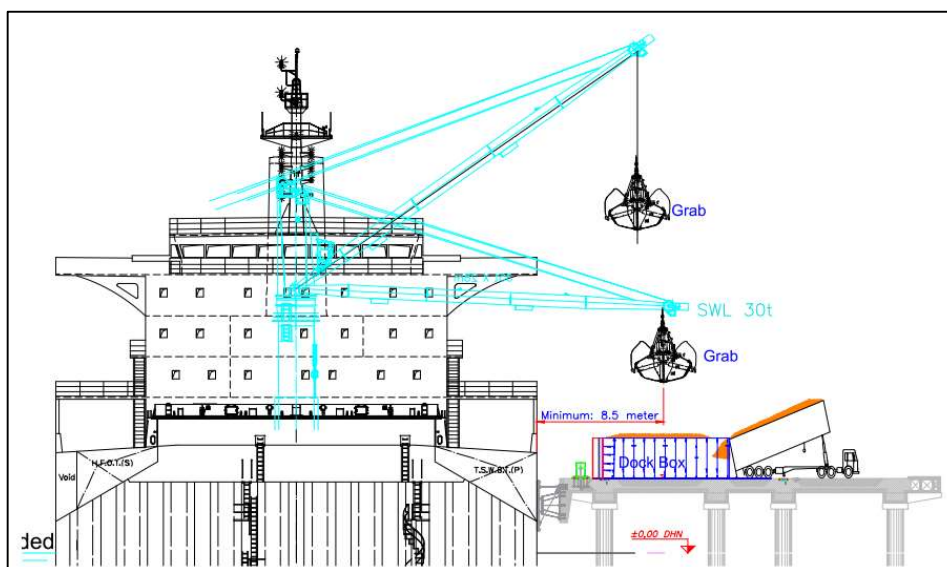 Grab
SWL 30t
Grab
Minimum: 8.5 meter
Dock Box
H.F.O.T.(S)
Void
T.S.W.B.T.(P)
±0,00 DHN
ded